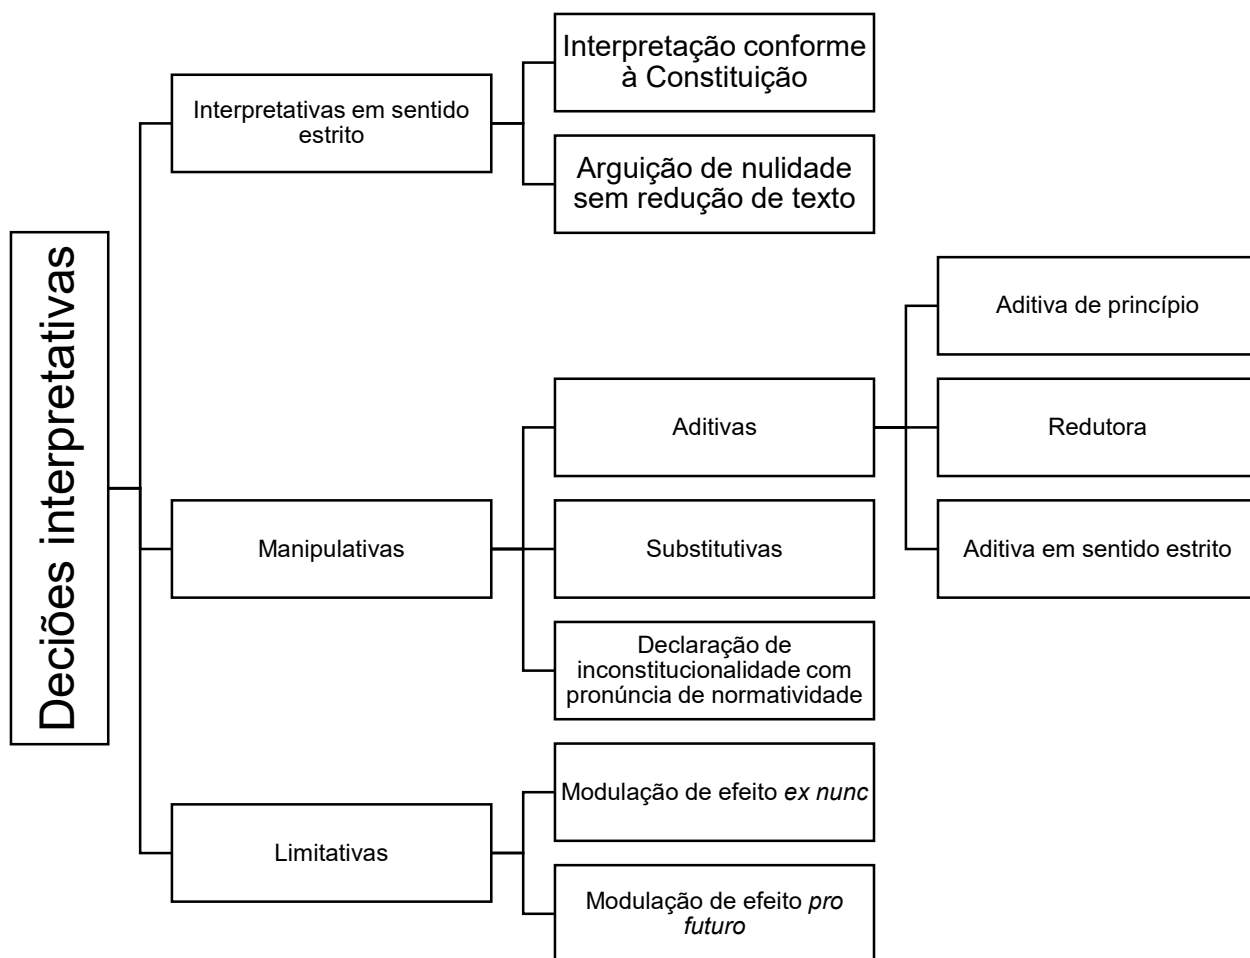 Deciões interpretativas
Interpretativas em sentido
estrito
Interpretação conforme
à Constituição
Arguição de nulidade
sem redução de texto
Manipulativas
Aditivas
Aditiva de princípio
Redutora
Aditiva em sentido estrito
Substitutivas
Declaração de
inconstitucionalidade com
pronúncia de normatividade
Limitativas
Modulação de efeito ex nunc
Modulação de efeito pro
futuro